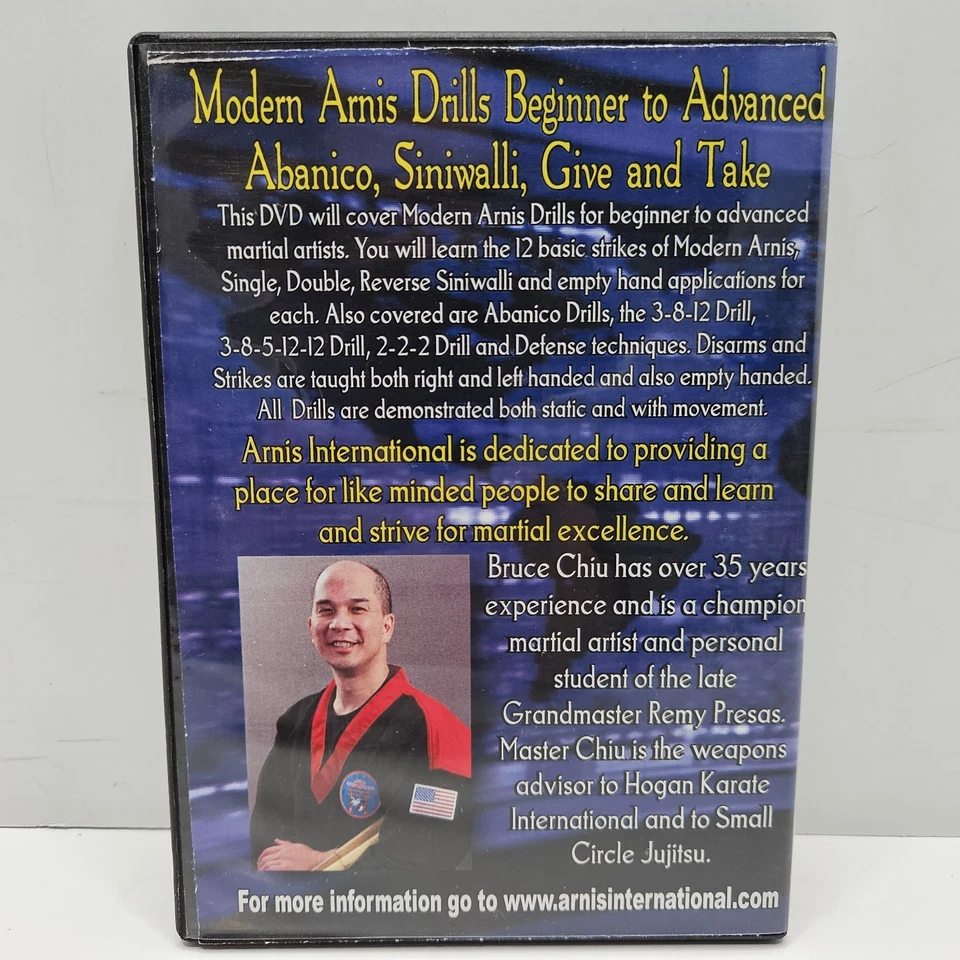 Modern Arnis Drills Beginner to Advanced
Abanico, Siniwalli, Give and Take
This DVD will cover Modern Arnis Drills for beginner to advanced
martial artists. You will learn the 12 basic strikes of Modern Arnis,
Single, Double, Reverse Siniwalli and empty hand applications for
each. Also covered are Abanico Drills, the 3-8-12 Drill,
3-8-5-12-12 Drill, 2-2-2 Drill and Defense techniques. Disarms and
Strikes are taught both right and left handed and also empty handed.
All Drills are demonstrated both static and with movement.
Arnis International is dedicated to providing a
place for like minded people to share and learn
and strive for martial excellence.
Bruce Chiu has over 35 years
experience and is a champion
martial artist and personal
student of the late
Grandmaster Remy Presas.
Master Chiu is the weapons
advisor to Hogan Karate
International and to Small
Circle Jujitsu.
For more information go to www.arnisinternational.com